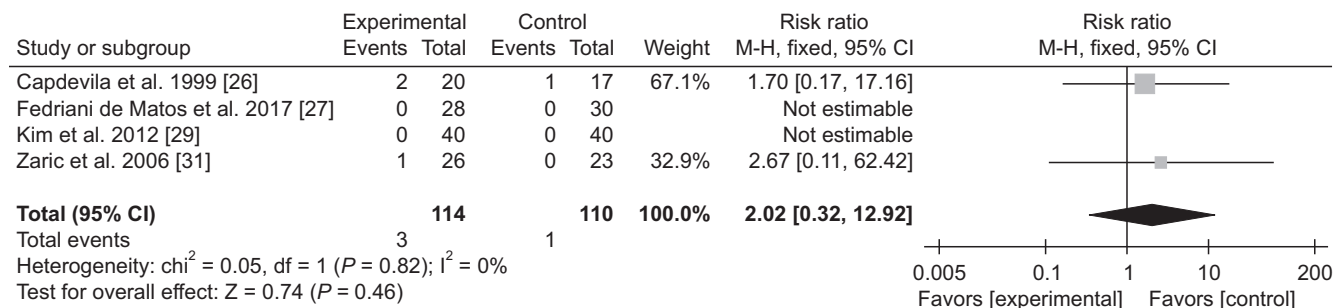 Experimental Control Risk ratio Risk ratio
Study or subgroup Events Total Events Total Weight M-H, fixed, 95% CI M-H, fixed, 95% CI
Capdevila et al. 1999 [26] 2 20 1 17 67.1% 1.70 [0.17, 17.16]
Fedriani de Matos et al. 2017 [27] 0 28 0 30 Not estimable
Kim et al. 2012 [29] 0 40 0 40 Not estimable
Zaric et al. 2006 [31] 1 26 0 23 32.9% 2.67 [0.11, 62.42]
Total (95% CI) 114 110 100.0% 2.02 [0.32, 12.92]
Total events 3 1
Heterogeneity: chi² = 0.05, df = 1 (P = 0.82); I² = 0%
Test for overall effect: Z = 0.74 (P = 0.46)
0.005 0.1 1 10 200
Favors [experimental] Favors [control]